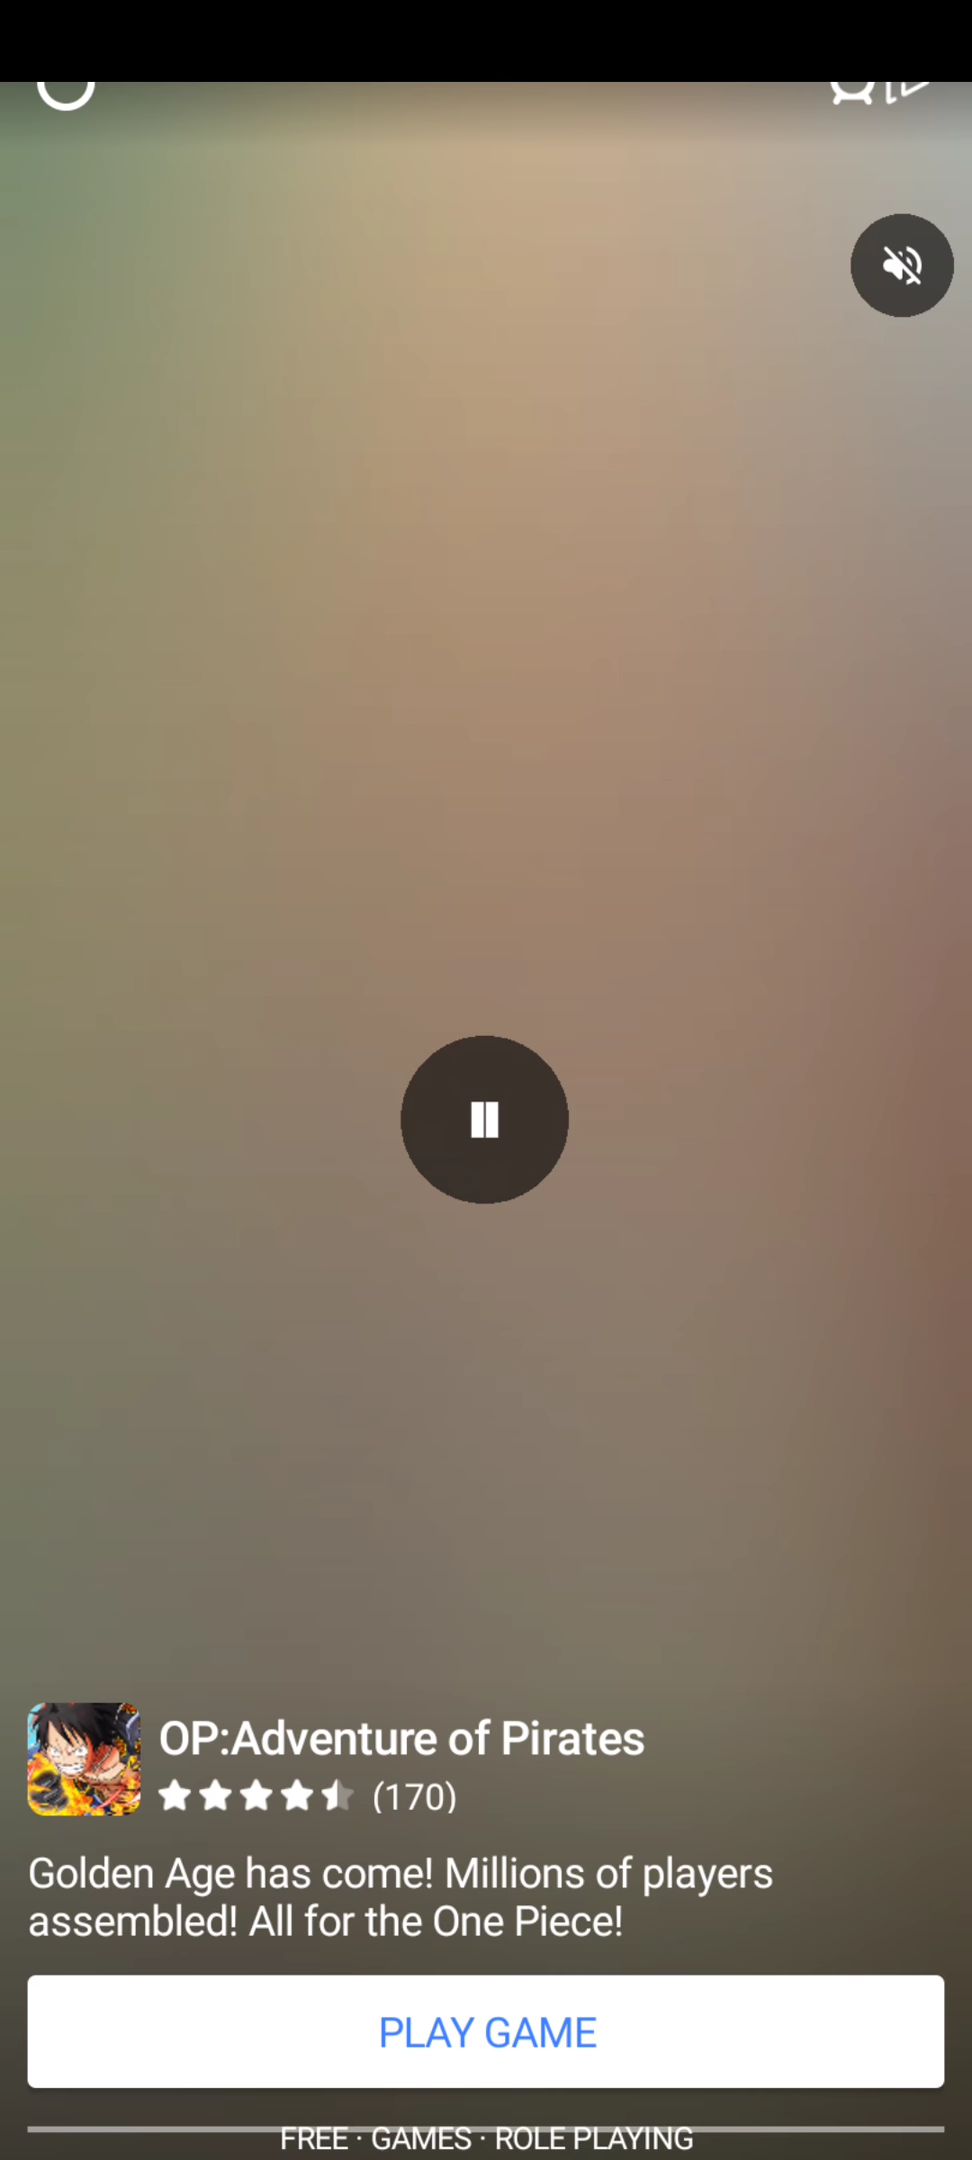 OP:Adventure of Pirates
(170)
Golden Age has come! Millions of players
assembled! All for the One Piece!
PLAY GAME
FREE · GAMES · ROLE PLAYING